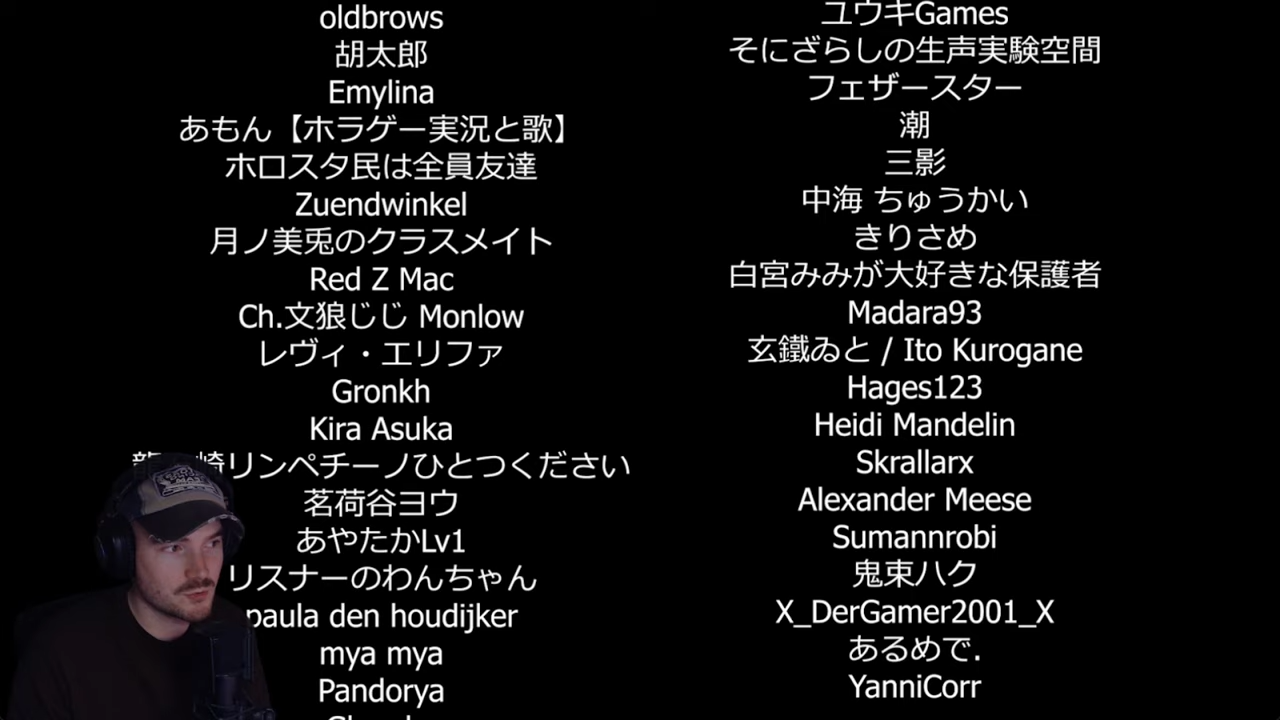 oldbrows
胡太郎
Emylina
あもん【ホラゲー実況と歌】
ホロスタ民は全員友達
Zuendwinkel
月ノ美兎のクラスメイト
Red Z Mac
Ch.文狼じじ Monlow
レヴィ・エリファ
Gronkh
Kira Asuka
崎リンペチーノひとつください
茗荷谷ヨウ
あやたかLv1
リスナーのわんちゃん
paula den houdijker
mya mya
Pandorya
ユウキGames
そにざらしの生声実験空間
フェザースター
潮
三影
中海 ちゅうかい
きりさめ
白宮みみが大好きな保護者
Madara93
玄鐵ゐと / Ito Kurogane
Hages123
Heidi Mandelin
Skrallarx
Alexander Meese
Sumannrobi
鬼束ハク
X_DerGamer2001_X
あるめで.
YanniCorr